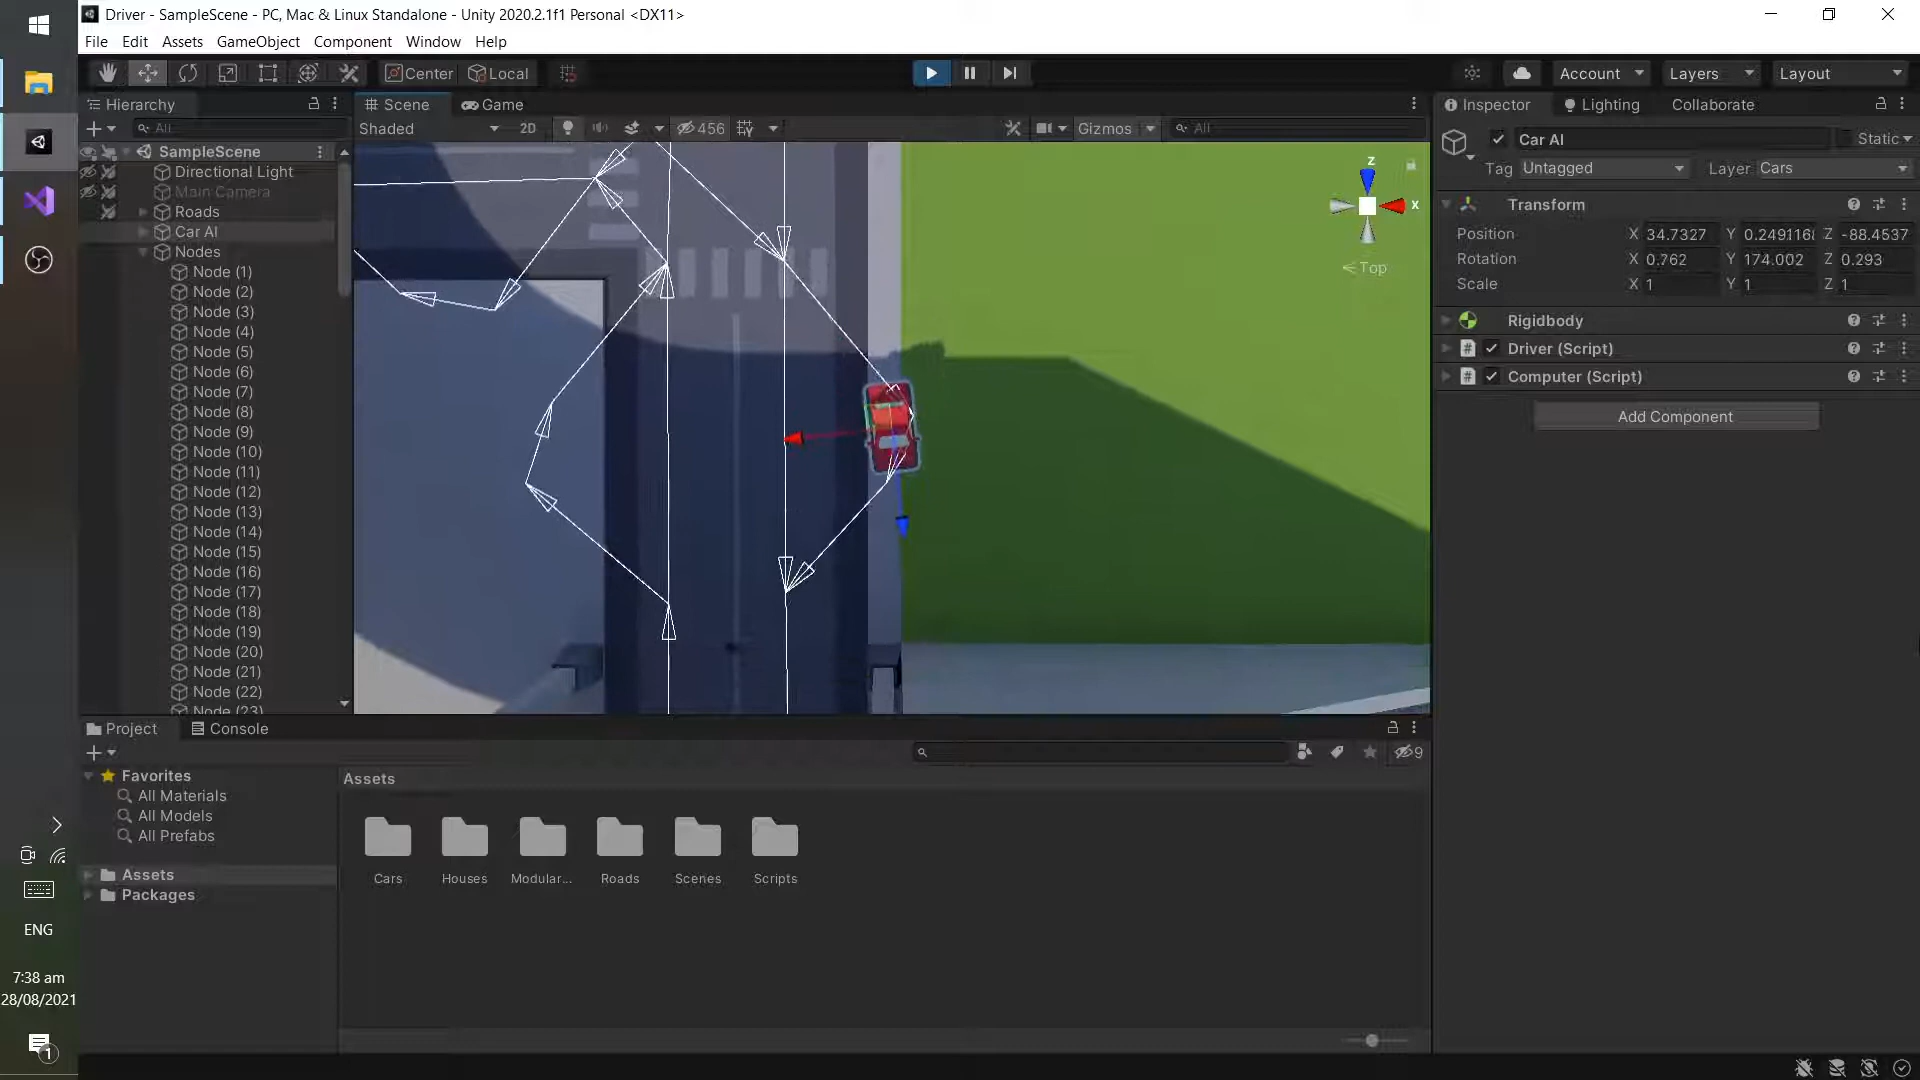 Driver - SampleScene - PC, Mac & Linux Standalone - Unity 2020.2.1f1 Personal <DX11>
File Edit Assets GameObject Component Window Help
Center Local
Account Layers Layout
Hierarchy
Scene Game
Inspector Lighting Collaborate
All
Shaded 2D 456 Gizmos All
SampleScene
Directional Light
Main Camera
Roads
Car AI
Nodes
Node (1)
Node (2)
Node (3)
Node (4)
Node (5)
Node (6)
Node (7)
Node (8)
Node (9)
Node (10)
Node (11)
Node (12)
Node (13)
Node (14)
Node (15)
Node (16)
Node (17)
Node (18)
Node (19)
Node (20)
Node (21)
Node (22)
Node (23)
z
x
Top
Car AI Static
Tag Untagged Layer Cars
Transform
Position X 34.7327 Y 0.249116 Z -88.4537
Rotation X 0.762 Y 174.002 Z 0.293
Scale X 1 Y 1 Z 1
Rigidbody
# Driver (Script)
# Computer (Script)
Add Component
Project Console
9
Favorites
All Materials
All Models
All Prefabs
Assets
Packages
Assets
Cars Houses Modular... Roads Scenes Scripts
ENG
7:38 am
28/08/2021
1